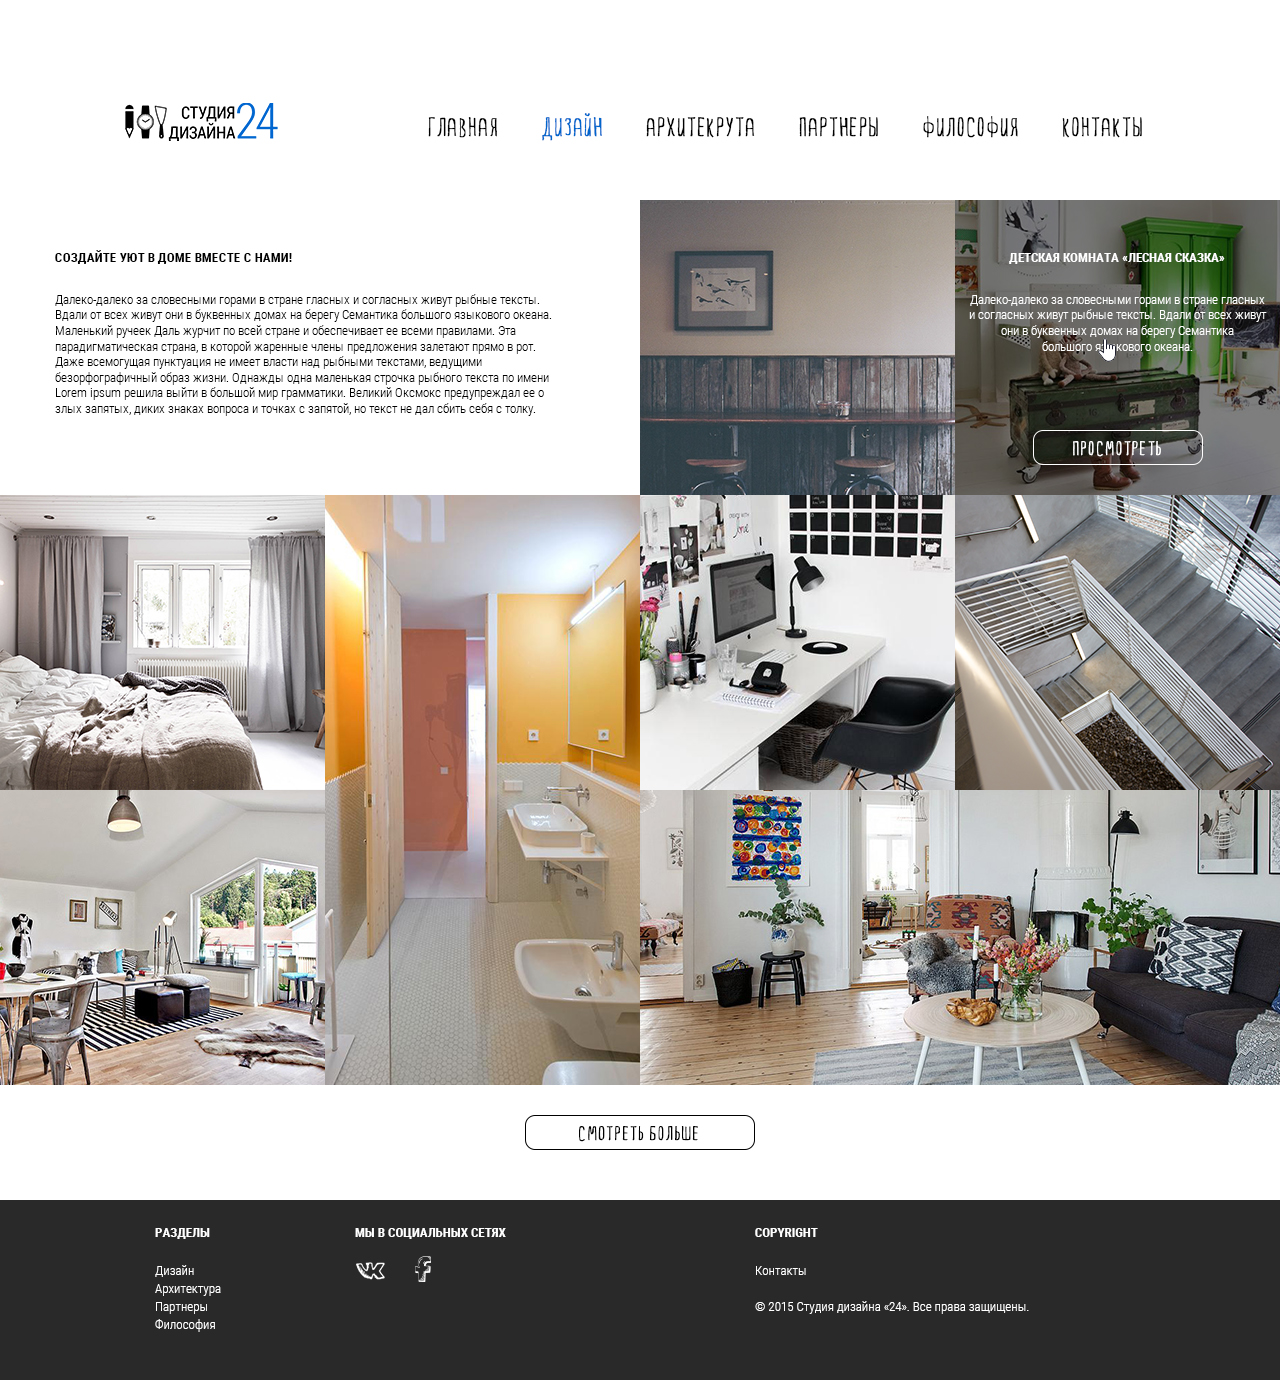 СТУДИЯ
ДИЗАЙНА 24
ГЛАВНАЯ ДИЗАЙН АРХИТЕКРУТА ПАРТНЕРЫ ФИЛОСОФИЯ КОНТАКТЫ
СОЗДАЙТЕ УЮТ В ДОМЕ ВМЕСТЕ С НАМИ!
Далеко-далеко за словесными горами в стране гласных и согласных живут рыбные тексты.
Вдали от всех живут они в буквенных домах на берегу Семантика большого языкового океана.
Маленький ручеек Даль журчит по всей стране и обеспечивает ее всеми правилами. Эта
парадигматическая страна, в которой жаренные члены предложения залетают прямо в рот.
Даже всемогущая пунктуация не имеет власти над рыбными текстами, ведущими
безорфографичный образ жизни. Однажды одна маленькая строчка рыбного текста по имени
Lorem ipsum решила выйти в большой мир грамматики. Великий Оксмокс предупреждал ее о
злых запятых, диких знаках вопроса и точках с запятой, но текст не дал сбить себя с толку.
ДЕТСКАЯ КОМНАТА «ЛЕСНАЯ СКАЗКА»
Далеко-далеко за словесными горами в стране гласных
и согласных живут рыбные тексты. Вдали от всех живут
они в буквенных домах на берегу Семантика
большого языкового океана.
ПРОСМОТРЕТЬ
СМОТРЕТЬ БОЛЬШЕ
РАЗДЕЛЫ
Дизайн
Архитектура
Партнеры
Философия
МЫ В СОЦИАЛЬНЫХ СЕТЯХ
COPYRIGHT
Контакты
© 2015 Студия дизайна «24». Все права защищены.